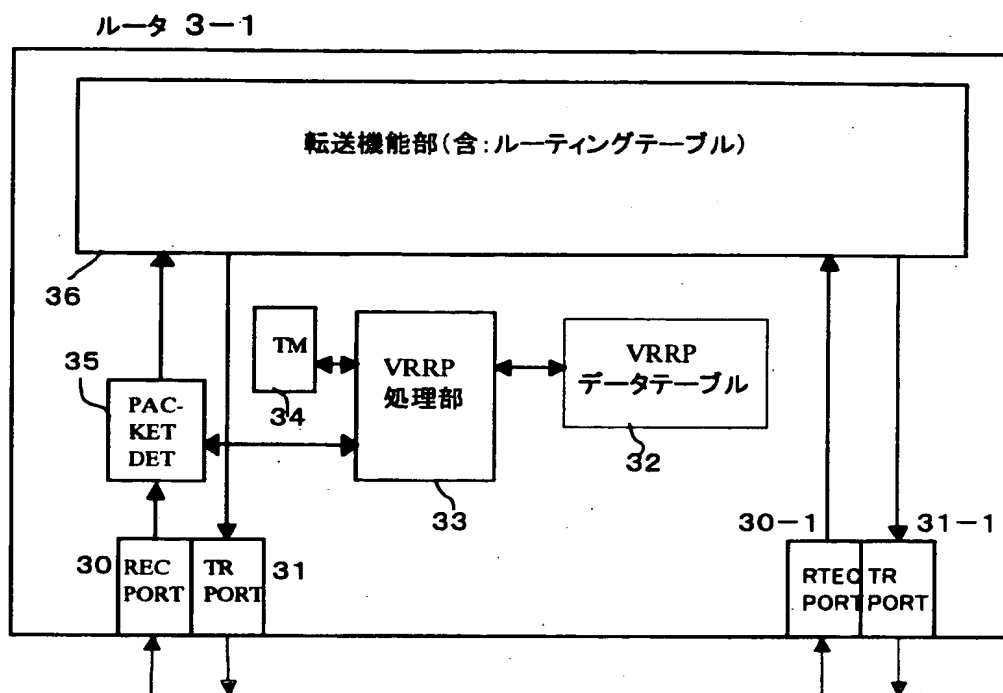 ルータ 3-1
転送機能部(含:ルーティングテーブル)
36
TM
34
VRRP
処理部
33
VRRP
データテーブル
32
35
PAC-
KET
DET
30
REC
PORT
TR
PORT
31
30-1
RTEC
PORT
TR
PORT
31-1